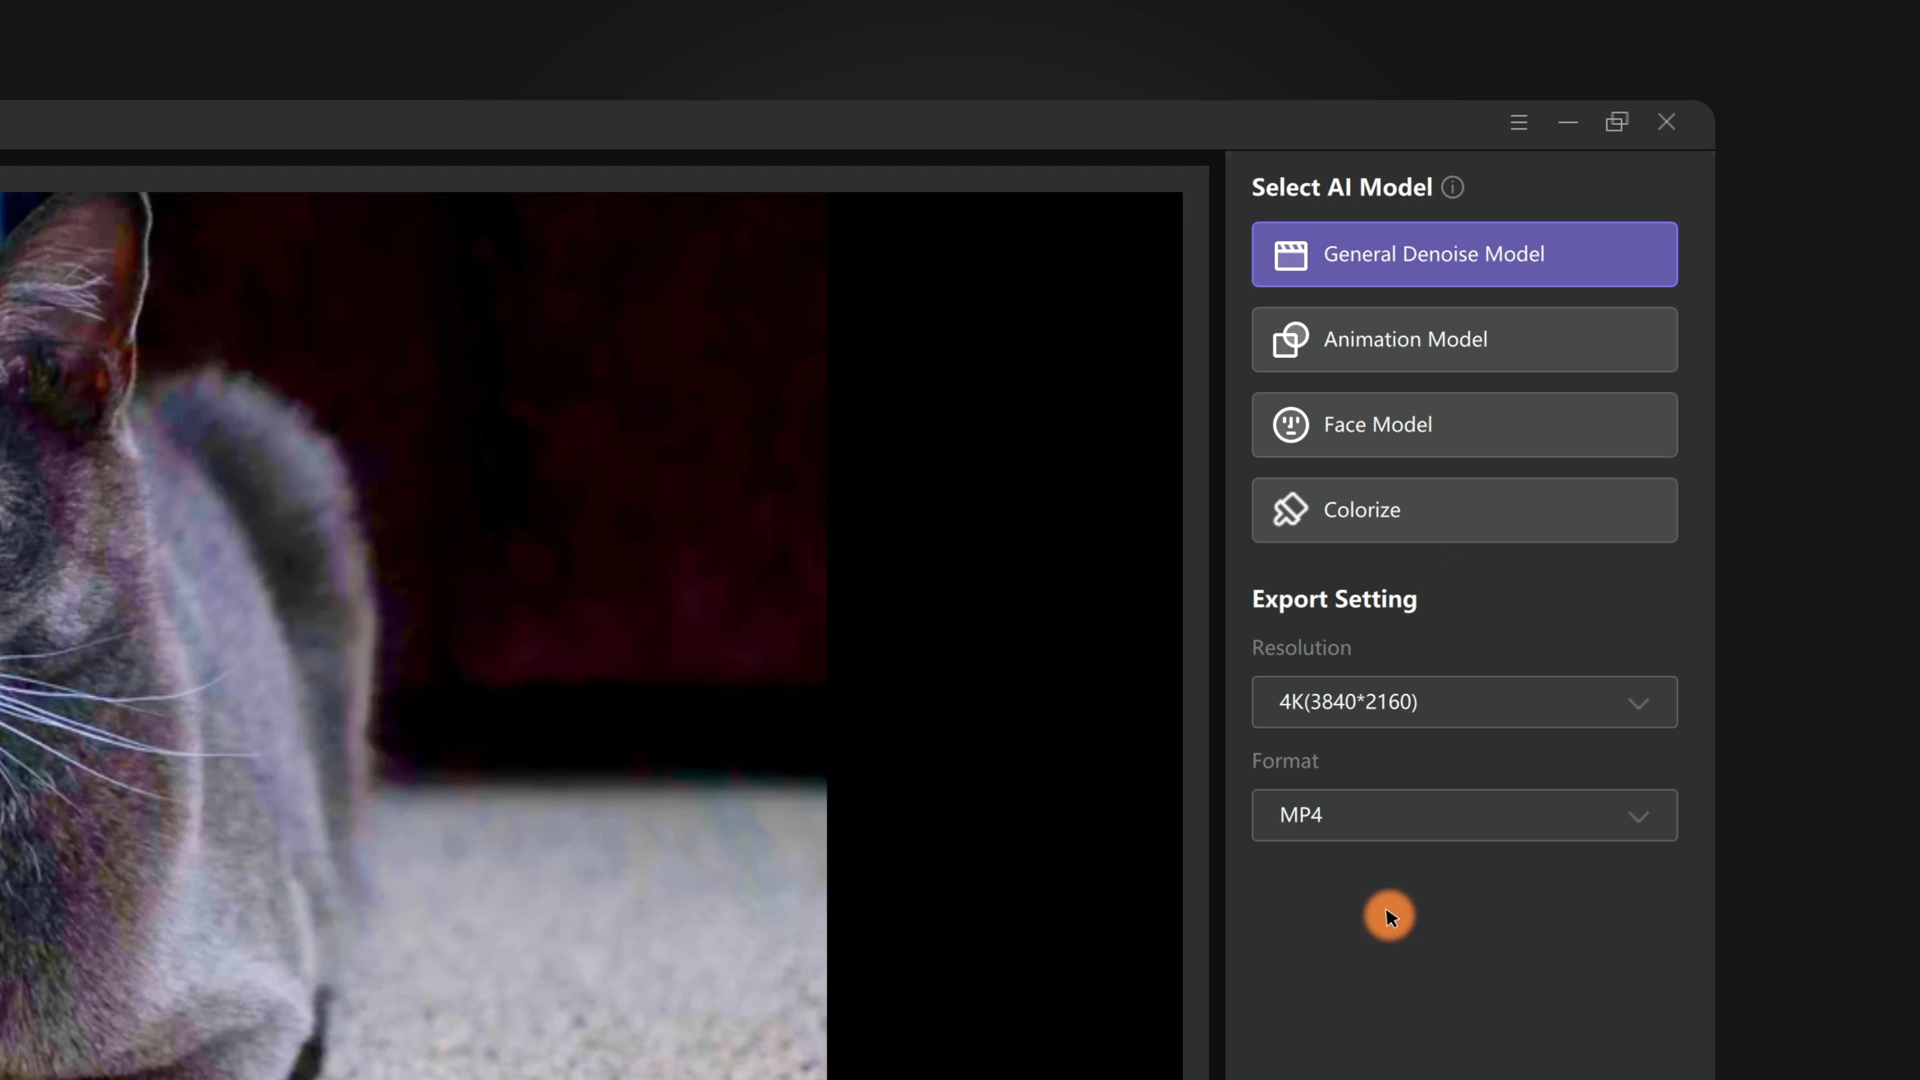 Select AI Model
General Denoise Model
Animation Model
Face Model
Colorize
Export Setting
Resolution
4K(3840*2160)
Format
MP4